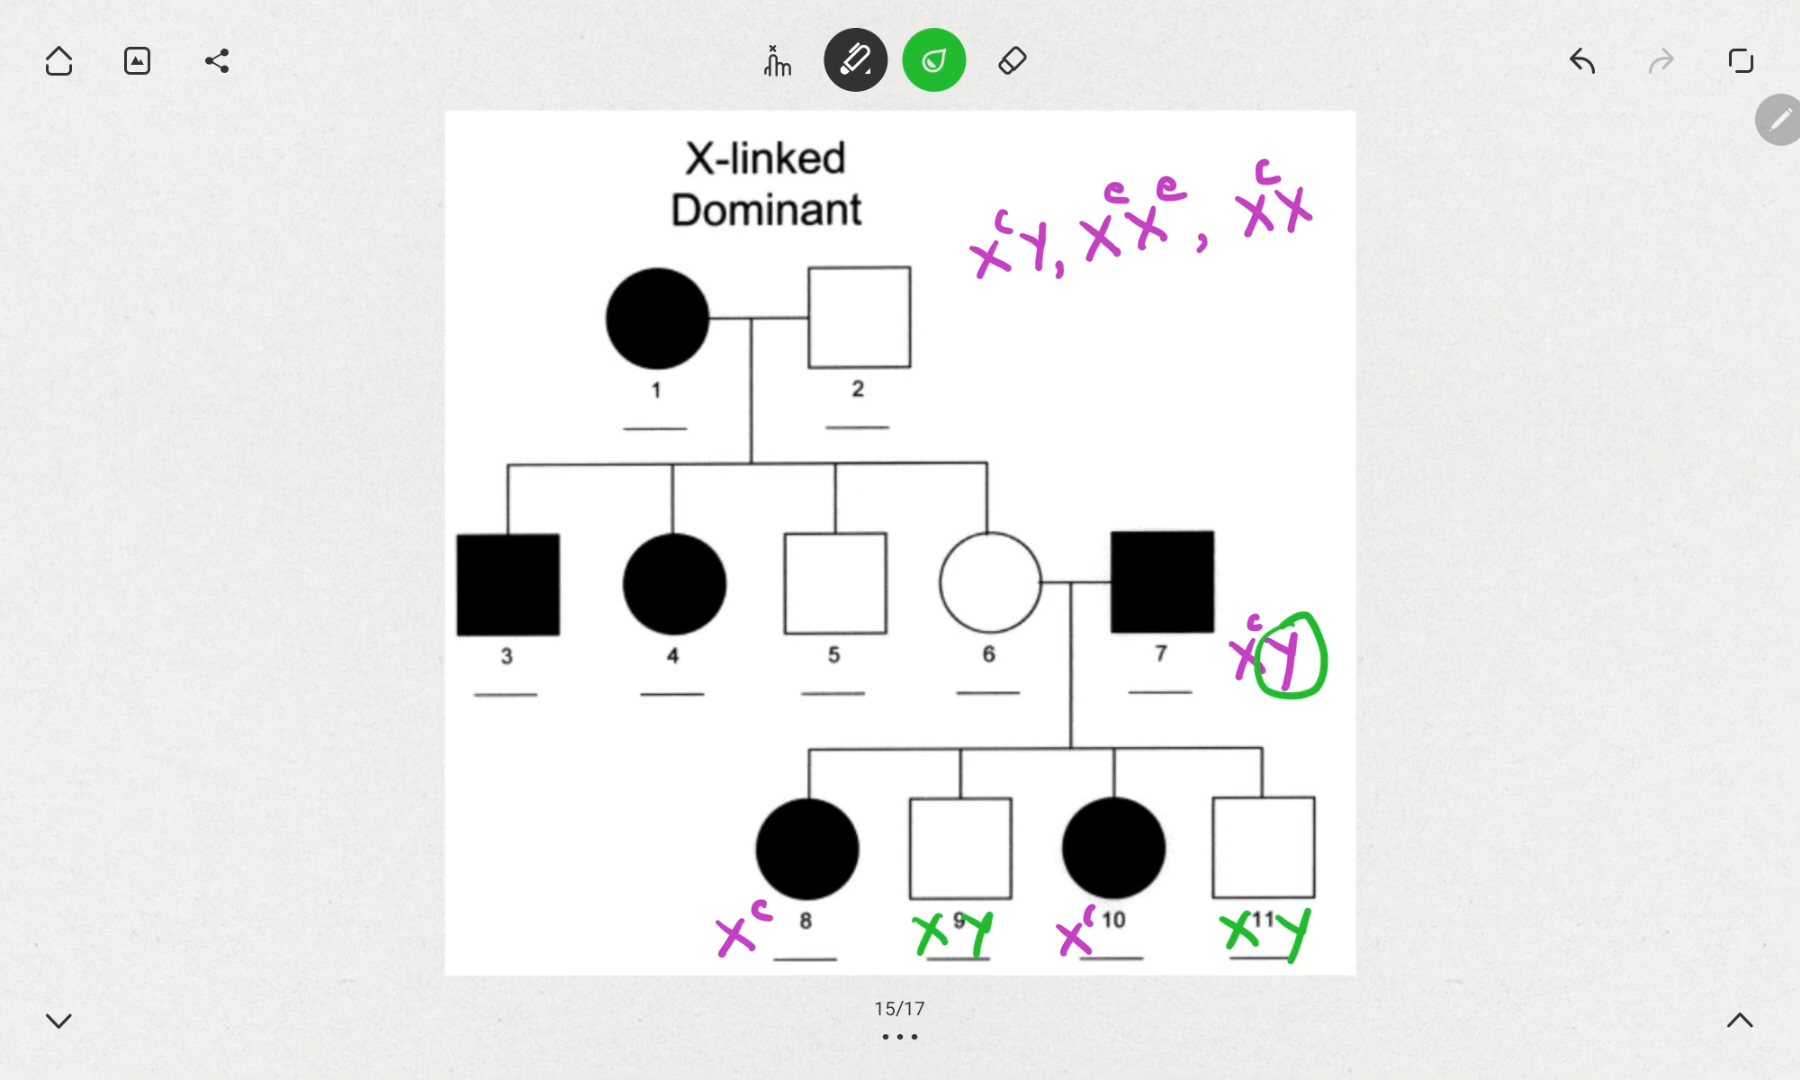 X-linked
Dominant
XᶜY, XᶜXᶜ, XᶜX
1 2
3 4 5 6 7 XᶜY
Xᶜ 8 XY 9 Xᶜ 10 XY 11
15/17